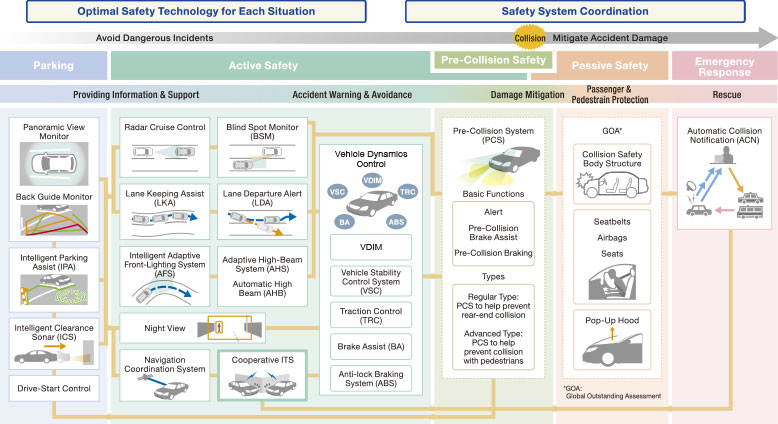 Optimal Safety Technology for Each Situation
Safety System Coordination
Avoid Dangerous Incidents
Collision
Mitigate Accident Damage
Parking
Active Safety
Pre-Collision Safety
Passive Safety
Emergency
Response
Providing Information & Support
Accident Warning & Avoidance
Damage Mitigation
Passenger &
Pedestrain Protection
Rescue
Panoramic View
Monitor
Back Guide Monitor
Intelligent Parking
Assist (IPA)
Intelligent Clearance
Sonar (ICS)
Drive-Start Control
Radar Cruise Control
Blind Spot Monitor
(BSM)
Lane Keeping Assist
(LKA)
Lane Departure Alert
(LDA)
Intelligent Adaptive
Front-Lighting System
(AFS)
Adaptive High-Beam
System (AHS)
Automatic High
Beam (AHB)
Night View
Navigation
Coordination System
Cooperative ITS
Vehicle Dynamics
Control
VDIM
VSC
TRC
BA
ABS
VDIM
Vehicle Stability
Control System
(VSC)
Traction Control
(TRC)
Brake Assist (BA)
Anti-lock Braking
System (ABS)
Pre-Collision System
(PCS)
Basic Functions
Alert
Pre-Collision
Brake Assist
Pre-Collision Braking
Types
Regular Type:
PCS to help prevent
rear-end collision
Advanced Type:
PCS to help
prevent collision
with pedestrians
GOA*
Collision Safety
Body Structure
Seatbelts
Airbags
Seats
Pop-Up Hood
*GOA:
Global Outstanding Assessment
Automatic Collision
Notification (ACN)